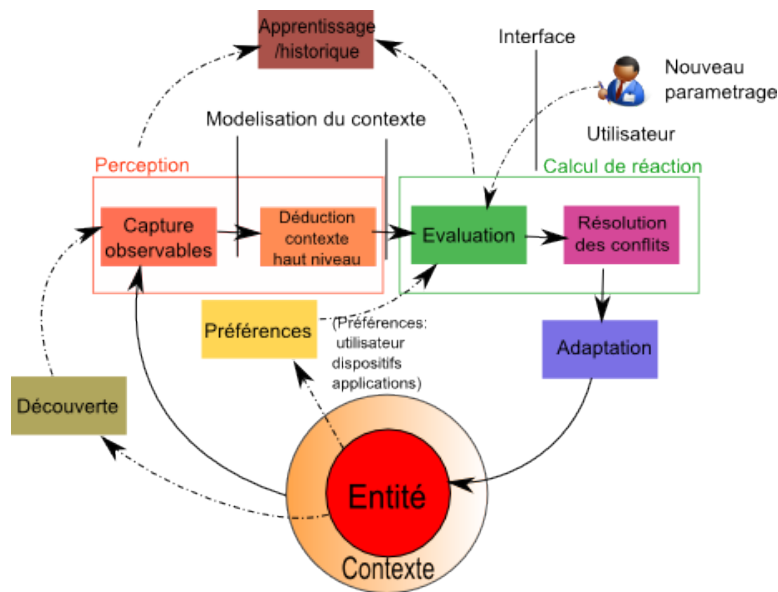 Apprentissage
/historique
Interface
Nouveau
parametrage
Utilisateur
Modelisation du contexte
Perception
Calcul de réaction
Capture
observables
Déduction
contexte
haut niveau
Evaluation
Résolution
des conflits
Préférences
(Préférences:
utilisateur
dispositifs
applications)
Adaptation
Découverte
Entité
Contexte